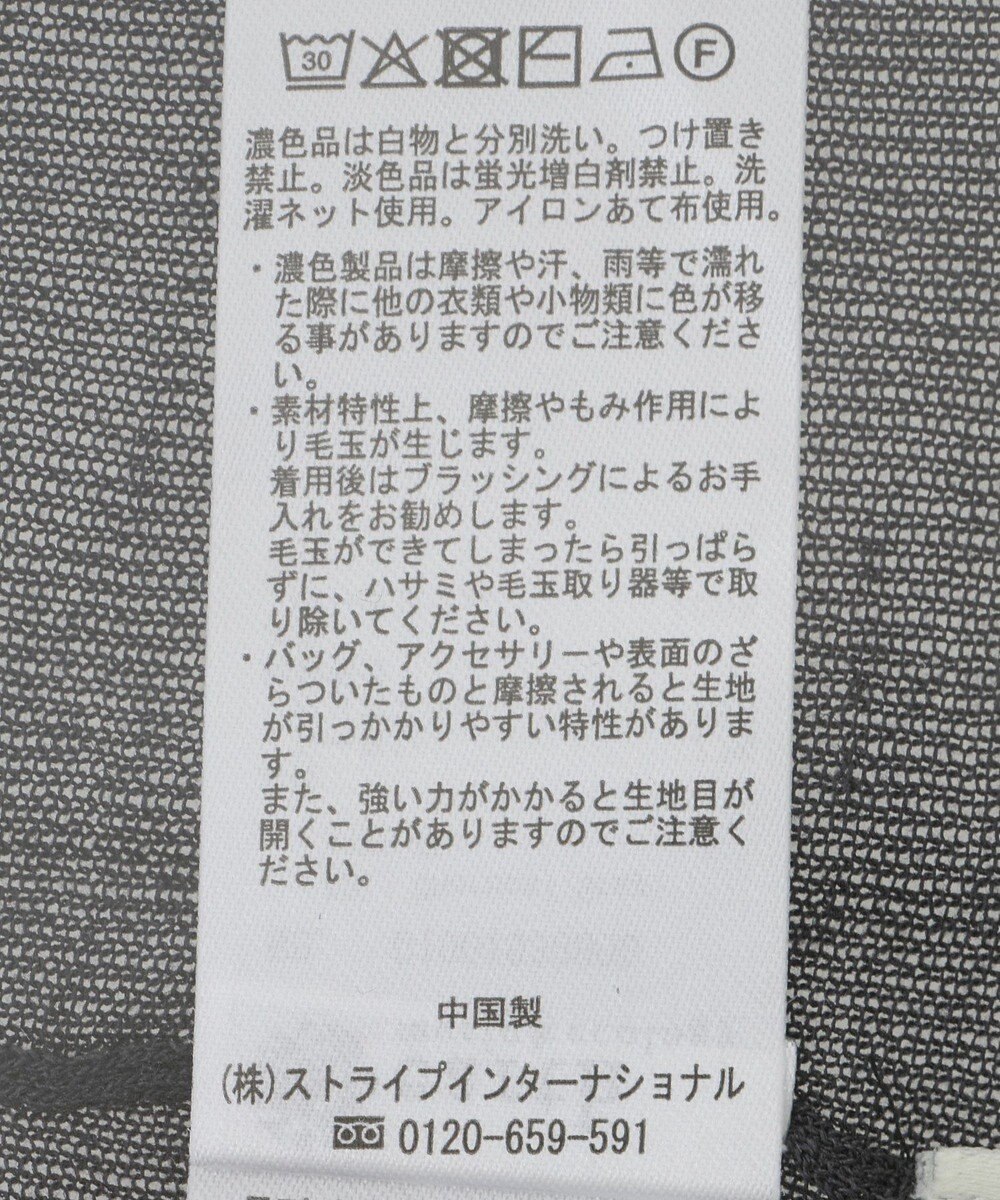 30 F
濃色品は白物と分別洗い。つけ置き
禁止。淡色品は蛍光増白剤禁止。洗
濯ネット使用。アイロンあて布使用。
・濃色製品は摩擦や汗、雨等で濡れ
た際に他の衣類や小物類に色が移
る事がありますのでご注意くださ
い。
・素材特性上、摩擦やもみ作用によ
り毛玉が生じます。
着用後はブラッシングによるお手
入れをお勧めします。
毛玉ができてしまったら引っぱら
ずに、ハサミや毛玉取り器等で取
り除いてください。
・バッグ、アクセサリーや表面のざ
らついたものと摩擦されると生地
が引っかかりやすい特性がありま
す。
また、強い力がかかると生地目が
開くことがありますのでご注意く
ださい。
中国製
(株)ストライプインターナショナル
0120-659-591